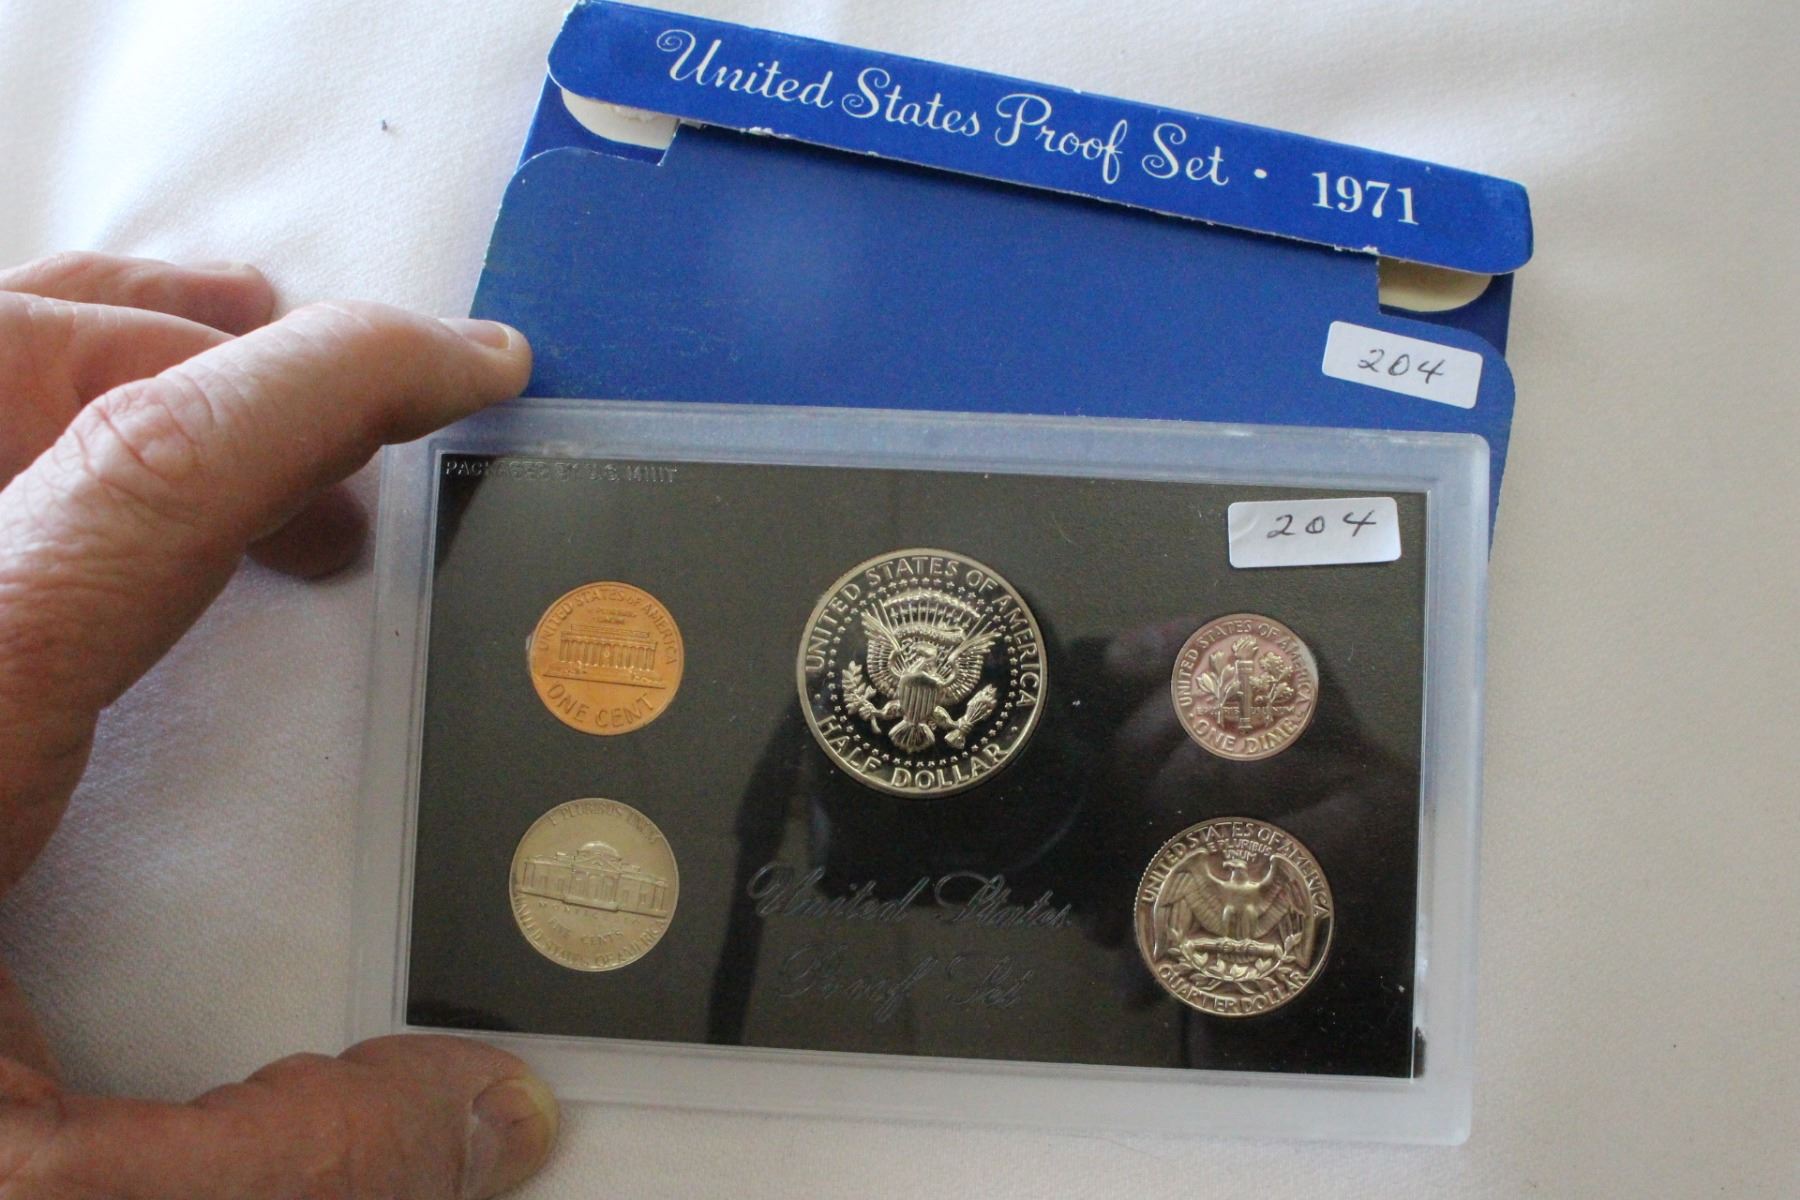 United States Proof Set · 1971
204
PACKAGED BY U.S. MINT
204
UNITED STATES OF AMERICA
ONE CENT
UNITED STATES OF AMERICA
HALF DOLLAR
UNITED STATES OF AMERICA
ONE DIME
E PLURIBUS UNUM
MONTICELLO
FIVE CENTS
UNITED STATES OF AMERICA
United States
Proof Set
UNITED STATES OF AMERICA
E PLURIBUS
UNUM
QUARTER DOLLAR